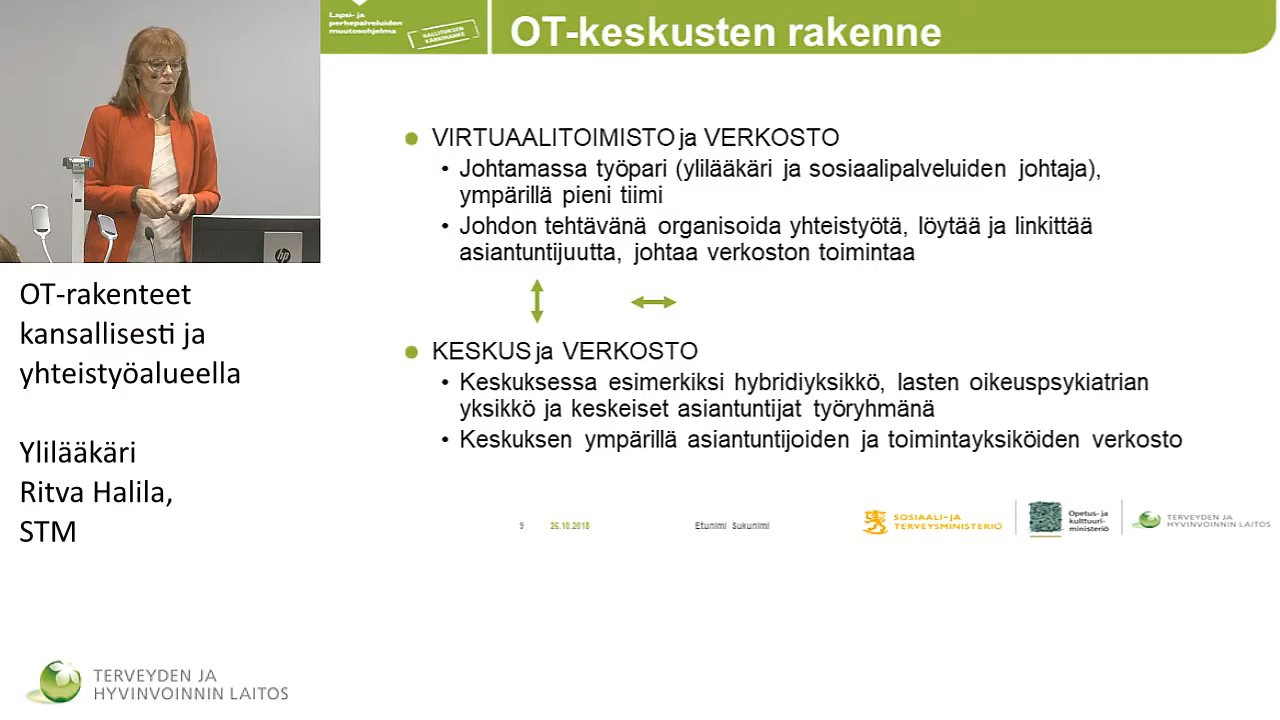 Lapsi- ja
perhepalveluiden
muutosohjelma
HALLITUKSEN
KÄRKIHANKE
OT-keskusten rakenne
VIRTUAALITOIMISTO ja VERKOSTO
• Johtamassa työpari (ylilääkäri ja sosiaalipalveluiden johtaja),
ympärillä pieni tiimi
• Johdon tehtävänä organisoida yhteistyötä, löytää ja linkittää
asiantuntijuutta, johtaa verkoston toimintaa
KESKUS ja VERKOSTO
• Keskuksessa esimerkiksi hybridiyksikkö, lasten oikeuspsykiatrian
yksikkö ja keskeiset asiantuntijat työryhmänä
• Keskuksen ympärillä asiantuntijoiden ja toimintayksiköiden verkosto
9 26.10.2018 Etunimi Sukunimi
SOSIAALI- JA
TERVEYSMINISTERIÖ
Opetus- ja
kulttuuri-
ministeriö
TERVEYDEN JA
HYVINVOINNIN LAITOS
hp
OT-rakenteet
kansallisesti ja
yhteistyöalueella
Ylilääkäri
Ritva Halila,
STM
TERVEYDEN JA
HYVINVOINNIN LAITOS